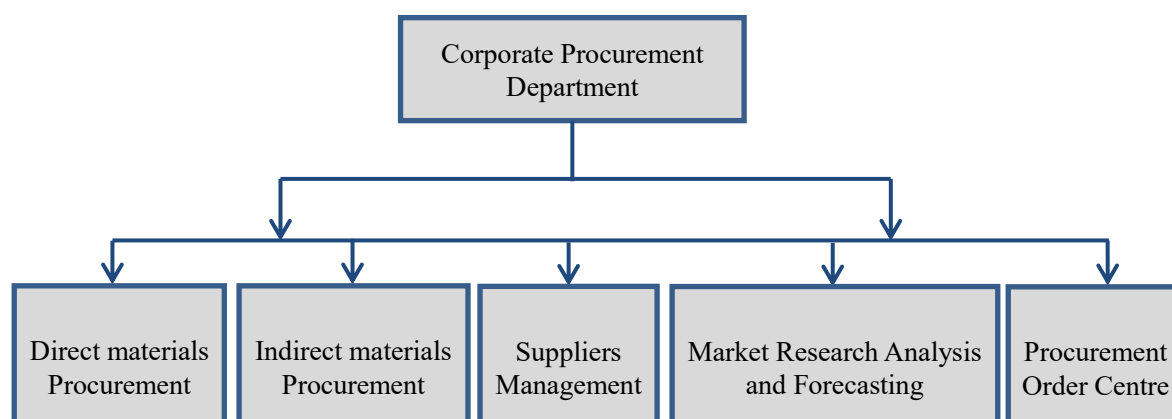 Corporate Procurement
Department
Direct materials
Procurement
Indirect materials
Procurement
Suppliers
Management
Market Research Analysis
and Forecasting
Procurement
Order Centre